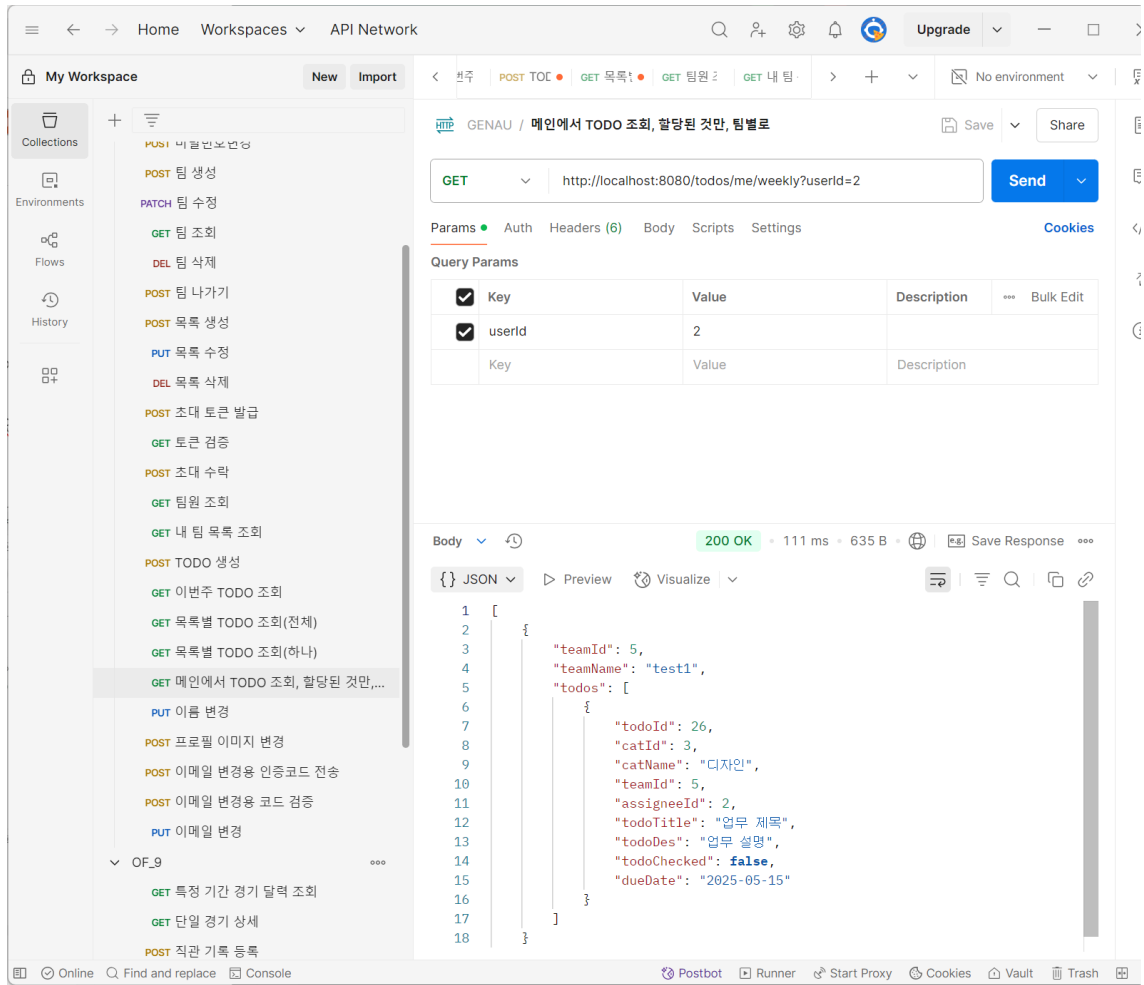 Home Workspaces API Network Upgrade
My Workspace New Import
번주 POST TOD GET 목록 GET 팀원 GET 내 팀 No environment
Collections
Environments
Flows
History
POST 비밀번호변경
POST 팀 생성
PATCH 팀 수정
GET 팀 조회
DEL 팀 삭제
POST 팀 나가기
POST 목록 생성
PUT 목록 수정
DEL 목록 삭제
POST 초대 토큰 발급
GET 토큰 검증
POST 초대 수락
GET 팀원 조회
GET 내 팀 목록 조회
POST TODO 생성
GET 이번주 TODO 조회
GET 목록별 TODO 조회(전체)
GET 목록별 TODO 조회(하나)
GET 메인에서 TODO 조회, 할당된 것만,...
PUT 이름 변경
POST 프로필 이미지 변경
POST 이메일 변경용 인증코드 전송
POST 이메일 변경용 코드 검증
PUT 이메일 변경
OF_9
GET 특정 기간 경기 달력 조회
GET 단일 경기 상세
POST 직관 기록 등록
HTTP GENAU / 메인에서 TODO 조회, 할당된 것만, 팀별로 Save Share
GET http://localhost:8080/todos/me/weekly?userId=2 Send
Params Auth Headers (6) Body Scripts Settings Cookies
Query Params
Key Value Description Bulk Edit
userId 2
Key Value Description
Body 200 OK 111 ms 635 B e.g. Save Response
{} JSON Preview Visualize
1 [
2 {
3 "teamId": 5,
4 "teamName": "test1",
5 "todos": [
6 {
7 "todoId": 26,
8 "catId": 3,
9 "catName": "디자인",
10 "teamId": 5,
11 "assigneeId": 2,
12 "todoTitle": "업무 제목",
13 "todoDes": "업무 설명",
14 "todoChecked": false,
15 "dueDate": "2025-05-15"
16 }
17 ]
18 }
Online Find and replace Console Postbot Runner Start Proxy Cookies Vault Trash